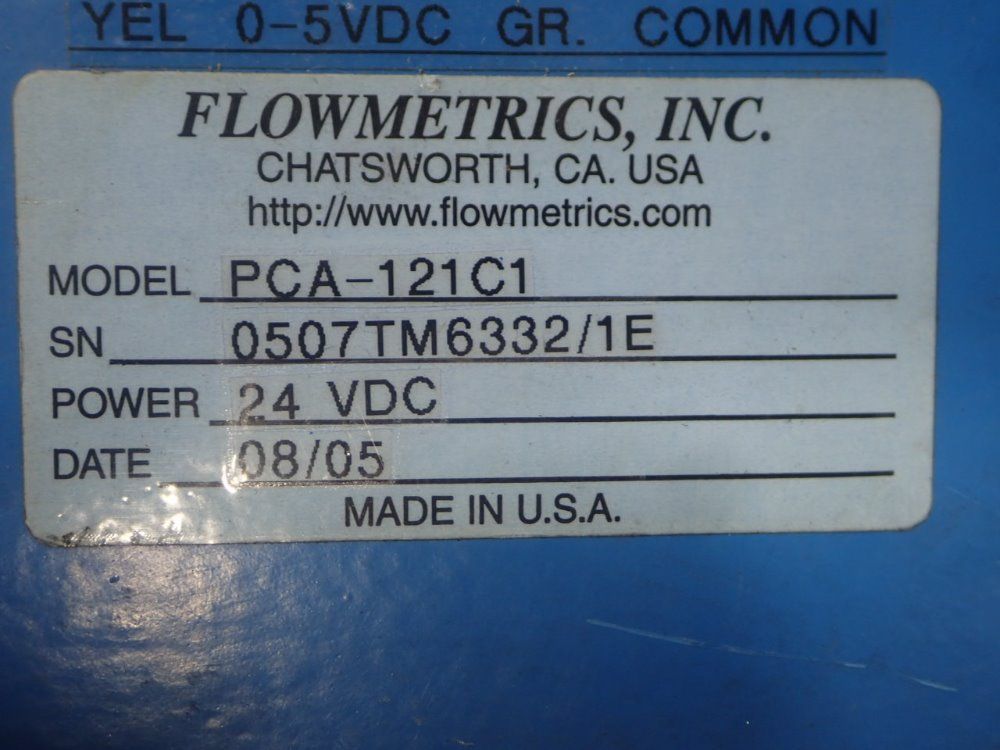 YEL 0-5VDC GR. COMMON
FLOWMETRICS, INC.
CHATSWORTH, CA. USA
http://www.flowmetrics.com
MODEL PCA-121C1
SN 0507TM6332/1E
POWER 24 VDC
DATE 08/05
MADE IN U.S.A.